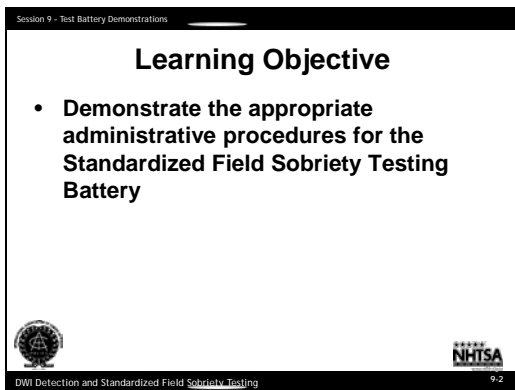 Session 9 - Test Battery Demonstrations
Learning Objective
• Demonstrate the appropriate
administrative procedures for the
Standardized Field Sobriety Testing
Battery
NHTSA
DWI Detection and Standardized Field Sobriety Testing
9-2